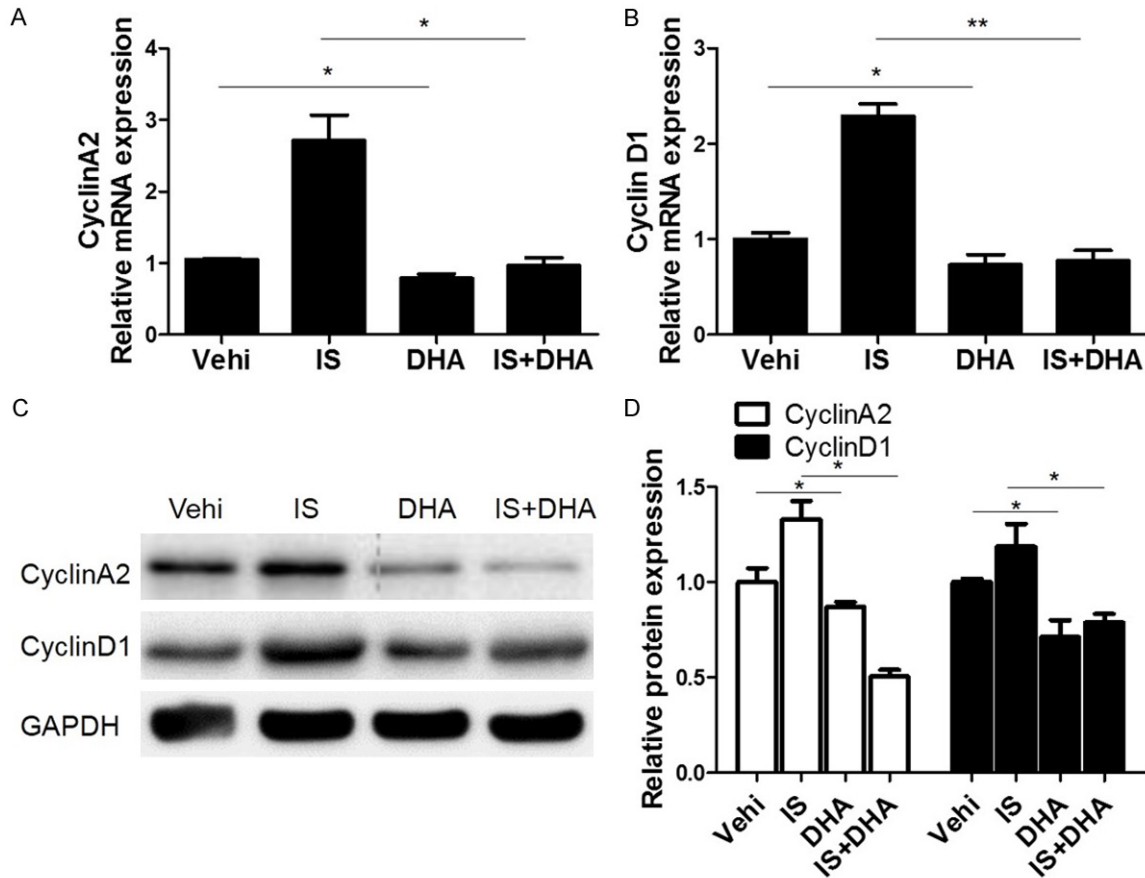 A
CyclinA2
Relative mRNA expression
4
3
2
1
0
*
*
Vehi IS DHA IS+DHA
B
Cyclin D1
Relative mRNA expression
3
2
1
0
**
*
Vehi IS DHA IS+DHA
C
Vehi IS DHA IS+DHA
CyclinA2
CyclinD1
GAPDH
D
CyclinA2
CyclinD1
Relative protein expression
1.5
1.0
0.5
0.0
*
*
*
*
Vehi IS DHA IS+DHA Vehi IS DHA IS+DHA